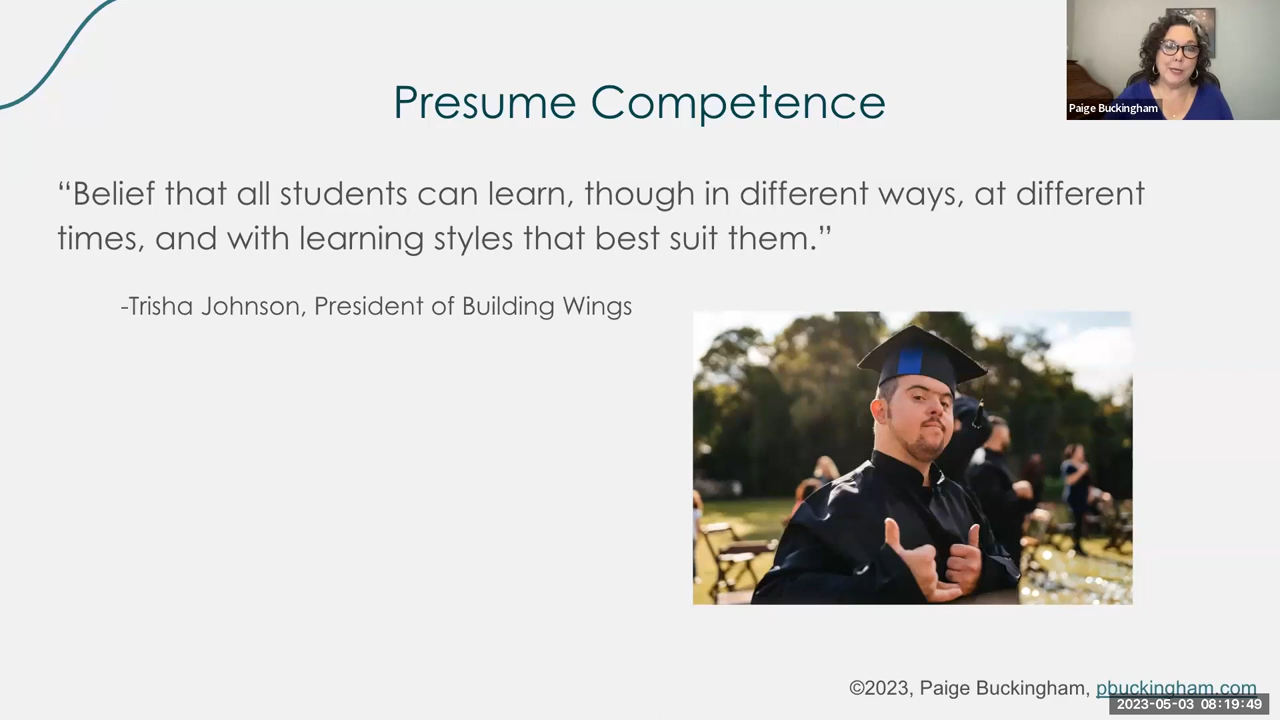 Paige Buckingham
Presume Competence
“Belief that all students can learn, though in different ways, at different
times, and with learning styles that best suit them.”
-Trisha Johnson, President of Building Wings
©2023, Paige Buckingham, pbuckingham.com
2023-05-03 08:19:49